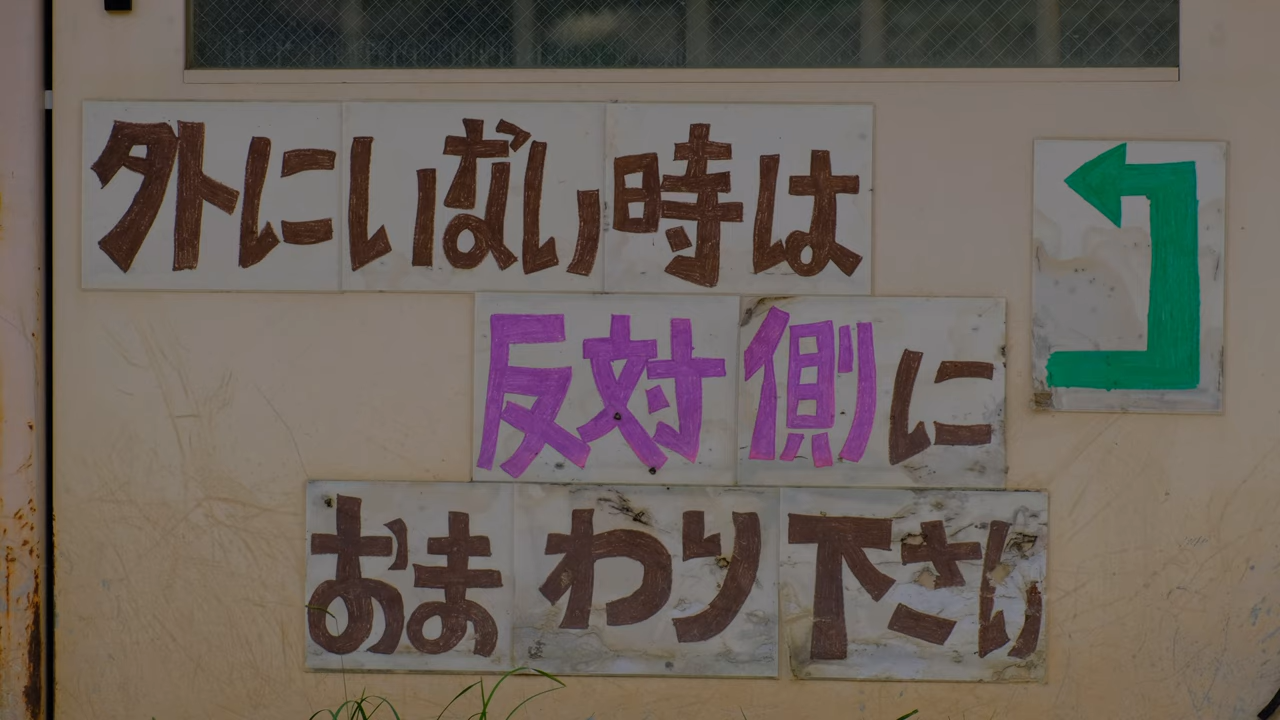 外にいない時は
反対側に
おまわり下さい